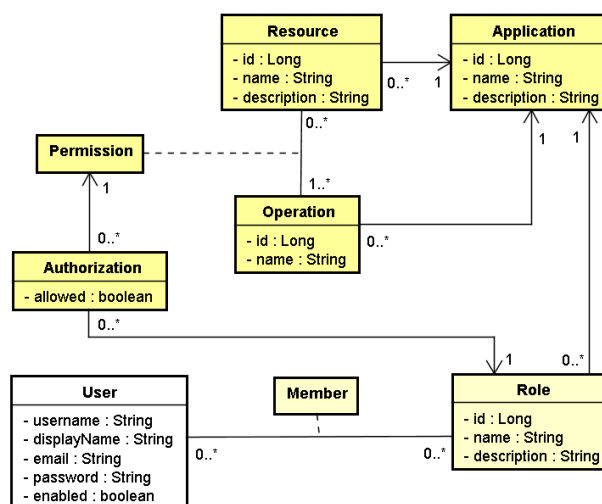 Resource
- id : Long
- name : String
- description : String
Application
- id : Long
- name : String
- description : String
0..*
1
0..*
1
1
Permission
1
1..*
Operation
- id : Long
- name : String
0..*
0..*
Authorization
- allowed : boolean
0..*
1
0..*
User
- username : String
- displayName : String
- email : String
- password : String
- enabled : boolean
Member
0..*
0..*
Role
- id : Long
- name : String
- description : String